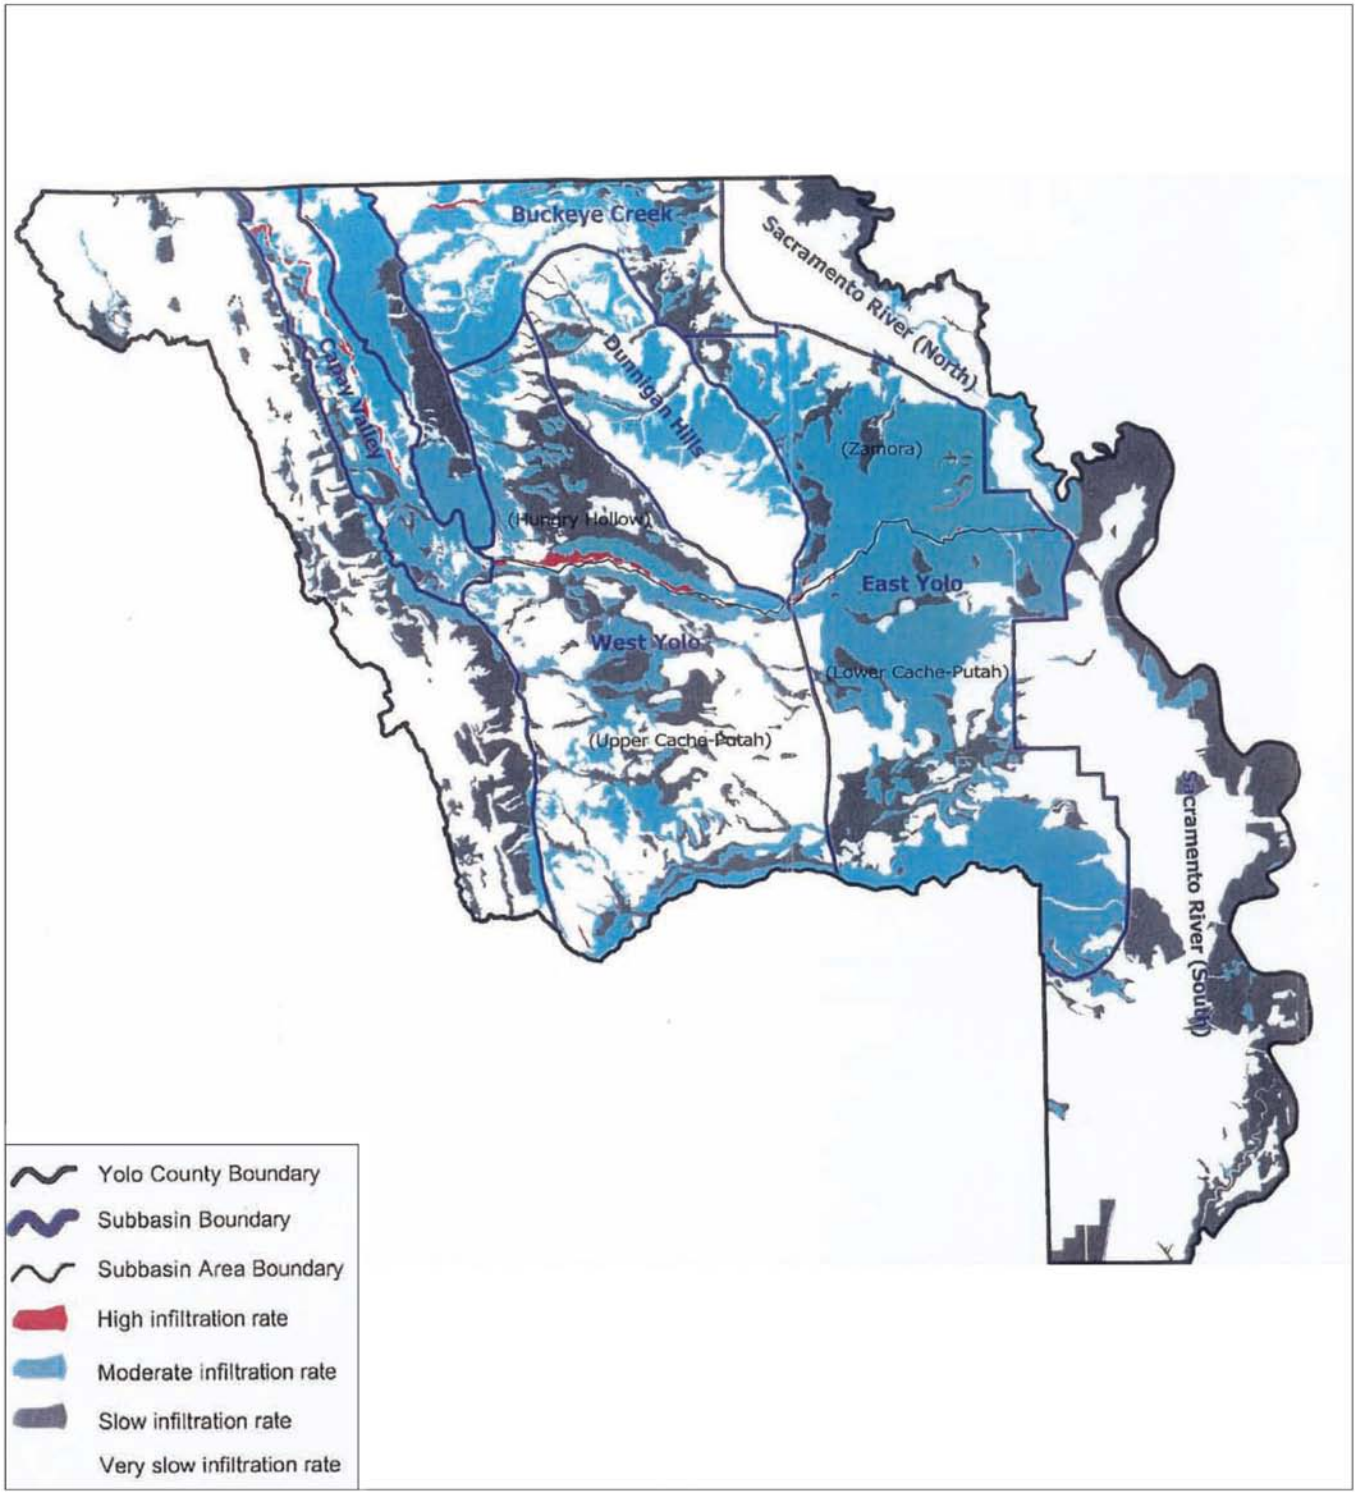 Buckeye Creek
Sacramento River (North)
Capay Valley
Dunnigan Hills
(Zamora)
(Hungry Hollow)
East Yolo
West Yolo
(Lower Cache-Putah)
(Upper Cache-Putah)
Sacramento River (South)
Yolo County Boundary
Subbasin Boundary
Subbasin Area Boundary
High infiltration rate
Moderate infiltration rate
Slow infiltration rate
Very slow infiltration rate